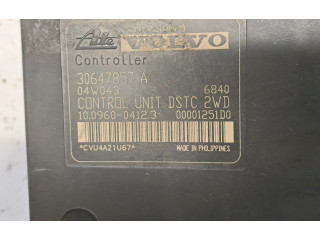 Ate VOLVO
Controller
30647857 A
04W043 6840
CONTROL UNIT DSTC 2WD
10.0960-0412.3 00001251D0
*CVU4A21U67* MADE IN PHILIPPINES